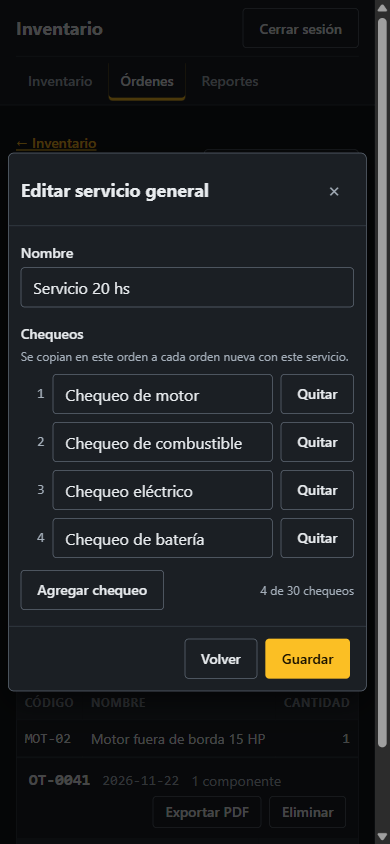 Inventario
Cerrar sesión
Inventario
Órdenes
Reportes
← Inventario
Editar servicio general
×
Nombre
Servicio 20 hs
Chequeos
Se copian en este orden a cada orden nueva con este servicio.
1 Chequeo de motor Quitar
2 Chequeo de combustible Quitar
3 Chequeo eléctrico Quitar
4 Chequeo de batería Quitar
Agregar chequeo 4 de 30 chequeos
Volver Guardar
CÓDIGO NOMBRE CANTIDAD
MOT-02 Motor fuera de borda 15 HP 1
OT-0041 2026-11-22 1 componente
Exportar PDF Eliminar